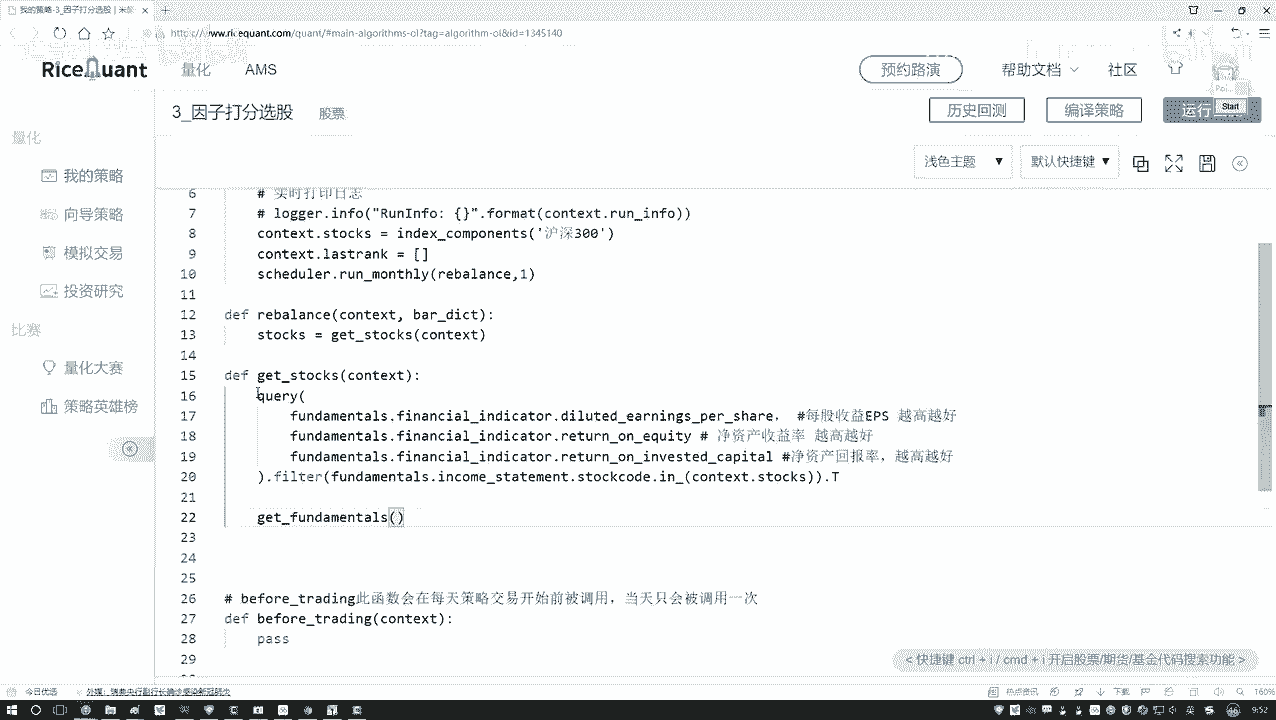 我的策略-3_因子打分选股 | 米筐
http://www.ricequant.com/quant/#main-algorithms-ol?tag=algorithm-ol&id=1345140
RiceQuant
量化
AMS
预约路演
帮助文档
社区
3_因子打分选股
股票
历史回测
编译策略
运行
Start
量化
我的策略
向导策略
模拟交易
投资研究
比赛
量化大赛
策略英雄榜
浅色主题 ▼
默认快捷键 ▼
6 # 实时打印日志
7 # logger.info("RunInfo: {}".format(context.run_info))
8 context.stocks = index_components('沪深300')
9 context.lastrank = []
10 scheduler.run_monthly(rebalance,1)
11
12 def rebalance(context, bar_dict):
13 stocks = get_stocks(context)
14
15 def get_stocks(context):
16 query(
17 fundamentals.financial_indicator.diluted_earnings_per_share, #每股收益EPS 越高越好
18 fundamentals.financial_indicator.return_on_equity # 净资产收益率 越高越好
19 fundamentals.financial_indicator.return_on_invested_capital #净资产回报率，越高越好
20 ).filter(fundamentals.income_statement.stockcode.in_(context.stocks)).T
21
22 get_fundamentals()
23
24
25
26 # before_trading此函数会在每天策略交易开始前被调用，当天只会被调用一次
27 def before_trading(context):
28 pass
29
< 快捷键 ctrl + i / cmd + i 开启股票/期货/基金代码搜索功能 >
今日优选
热点资讯
下载
160%
英
9:52